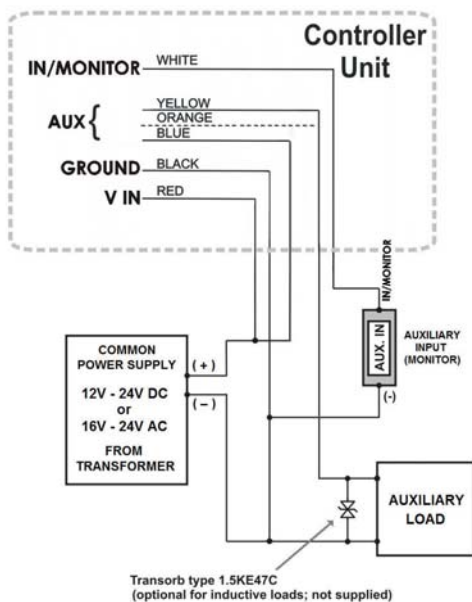 Controller
Unit
IN/MONITOR
WHITE
YELLOW
AUX {
ORANGE
BLUE
GROUND
BLACK
V IN
RED
IN/MONITOR
AUX. IN
AUXILIARY
INPUT
(MONITOR)
(-)
COMMON
POWER SUPPLY
12V - 24V DC
or
16V - 24V AC
FROM
TRANSFORMER
(+)
(−)
AUXILIARY
LOAD
Transorb type 1.5KE47C
(optional for inductive loads; not supplied)